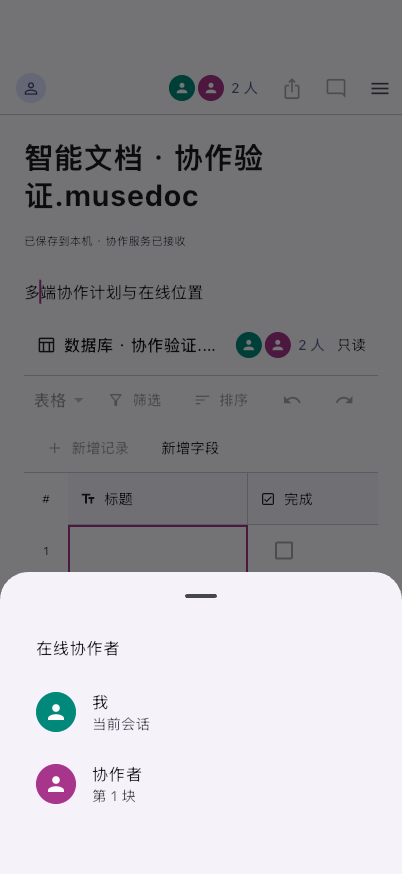 2 人
智能文档 · 协作验
证.musedoc
已保存到本机 · 协作服务已接收
多端协作计划与在线位置
数据库 · 协作验证.... 2 人 只读
表格 筛选 排序
新增记录 新增字段
# 标题 完成
1
在线协作者
我
当前会话
协作者
第 1 块